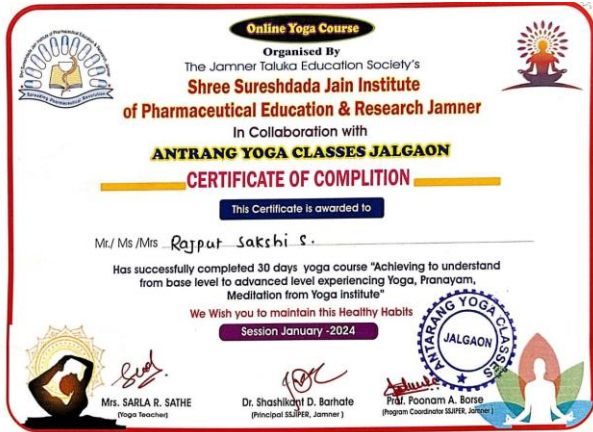 Online Yoga Course
Organised By
The Jamner Taluka Education Society's
Shree Sureshdada Jain Institute
of Pharmaceutical Education & Research Jamner
In Collaboration with
ANTRANG YOGA CLASSES JALGAON
CERTIFICATE OF COMPLITION
This Certificate is awarded to
Mr./ Ms /Mrs Rajput Sakshi S.
Has successfully completed 30 days yoga course "Achieving to understand
from base level to advanced level experiencing Yoga, Pranayam,
Meditation from Yoga institute"
We Wish you to maintain this Healthy Habits
Session January -2024
ANTARANG YOGA CLASSES
JALGAON
Mrs. SARLA R. SATHE
(Yoga Teacher)
Dr. Shashikant D. Barhate
(Principal SSJIPER, Jamner )
Prof. Poonam A. Borse
(Program Coordinator SSJIPER, Jamner )